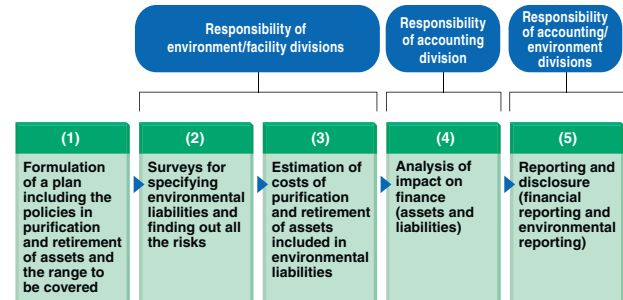 Responsibility of
environment/facility divisions
Responsibility
of accounting
division
Responsibility
of accounting/
environment
divisions
(1)
Formulation
of a plan
including the
policies in
purification
and retirement
of assets and
the range to
be covered
(2)
Surveys for
specifying
environmental
liabilities and
finding out all
the risks
(3)
Estimation of
costs of
purification
and retirement
of assets
included in
environmental
liabilities
(4)
Analysis of
impact on
finance
(assets and
liabilities)
(5)
Reporting and
disclosure
(financial
reporting and
environmental
reporting)